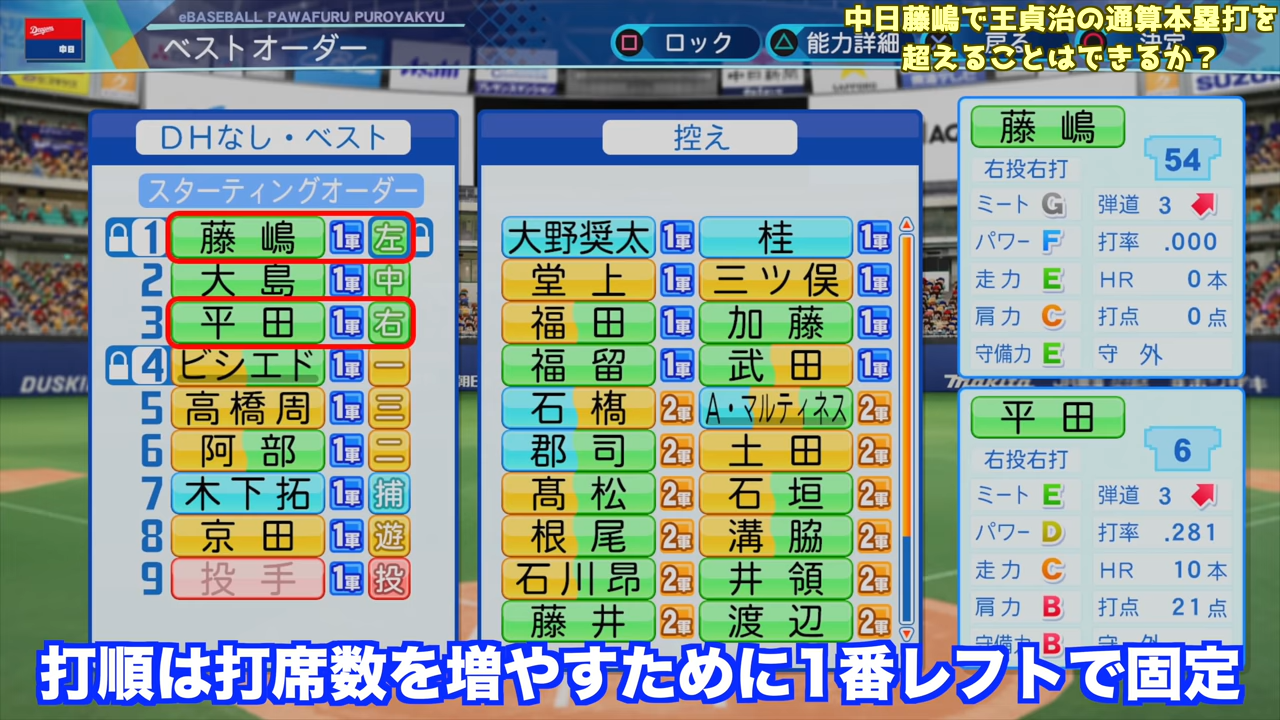 Dragons
中日
eBASEBALL PAWAFURU PUROYAKYU
ベストオーダー
ロック
能力詳細
戻る
決定
中日藤嶋で王貞治の通算本塁打を
超えることはできるか？
DHなし・ベスト
スターティングオーダー
1 藤嶋 1軍 左
2 大島 1軍 中
3 平田 1軍 右
4 ビシエド 1軍 一
5 高橋周 1軍 三
6 阿部 1軍 二
7 木下拓 1軍 捕
8 京田 1軍 遊
9 投手 1軍 投
控え
大野奨太 1軍 桂 1軍
堂上 1軍 三ツ俣 1軍
福田 1軍 加藤 1軍
福留 1軍 武田 1軍
石橋 2軍 A・マルティネス 2軍
郡司 2軍 土田 2軍
髙松 2軍 石垣 2軍
根尾 2軍 溝脇 2軍
石川昂 2軍 井領 2軍
藤井 2軍 渡辺 2軍
藤嶋
右投右打 54
ミート G 弾道 3
パワー F 打率 .000
走力 E HR 0本
肩力 C 打点 0点
守備力 E 守 外
平田
右投右打 6
ミート E 弾道 3
パワー D 打率 .281
走力 C HR 10本
肩力 B 打点 21点
守備力 B 守 外
DUSKIN
makita
SUZUKI
打順は打席数を増やすために1番レフトで固定